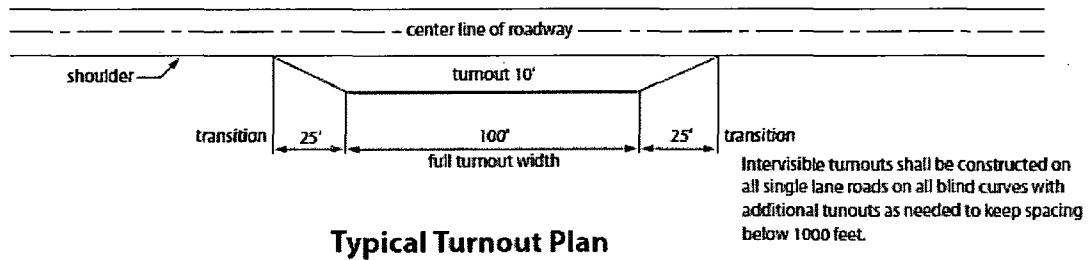 center line of roadway
shoulder
turnout 10'
transition 25' 100' 25' transition
full turnout width
Intervisible turnouts shall be constructed on
all single lane roads on all blind curves with
additional tunouts as needed to keep spacing
below 1000 feet.
Typical Turnout Plan